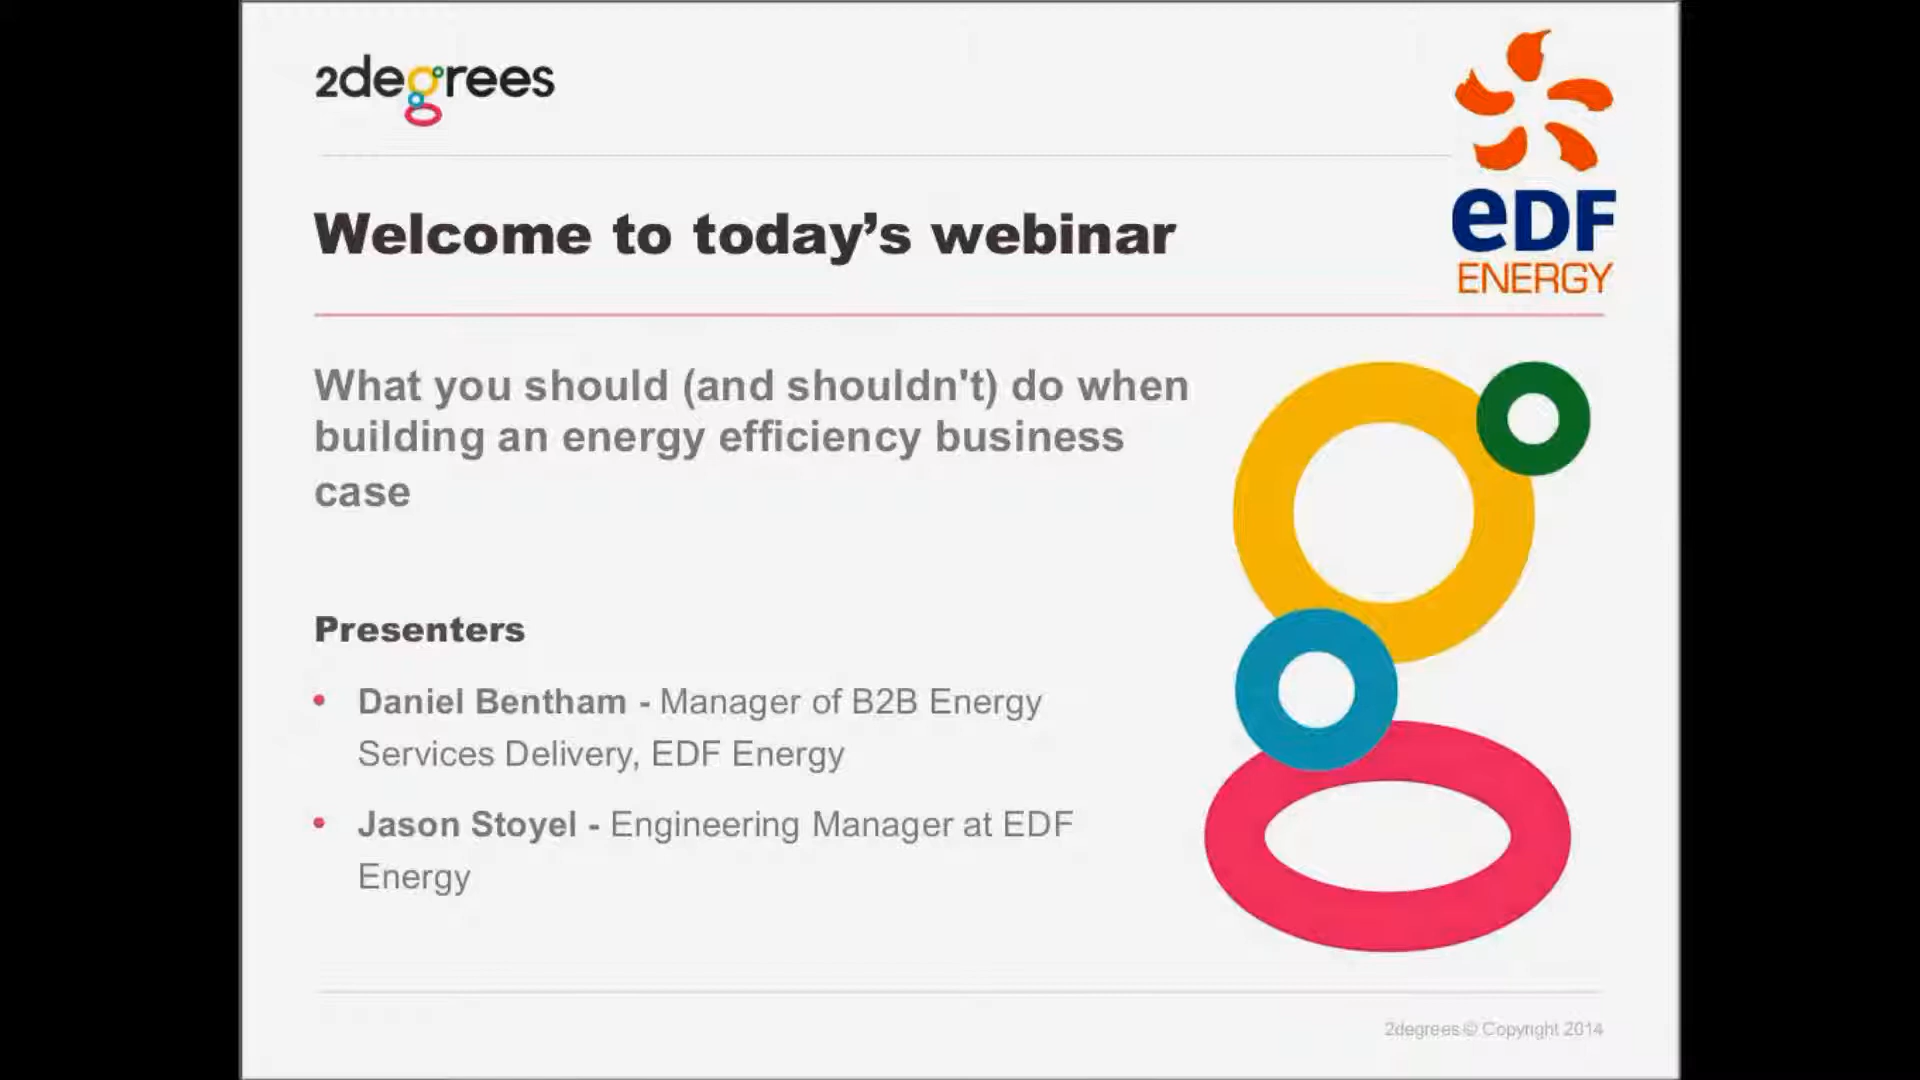 2degrees
eDF
ENERGY
Welcome to today’s webinar
What you should (and shouldn't) do when
building an energy efficiency business
case
Presenters
• Daniel Bentham - Manager of B2B Energy
Services Delivery, EDF Energy
• Jason Stoyel - Engineering Manager at EDF
Energy
2degrees © Copyright 2014